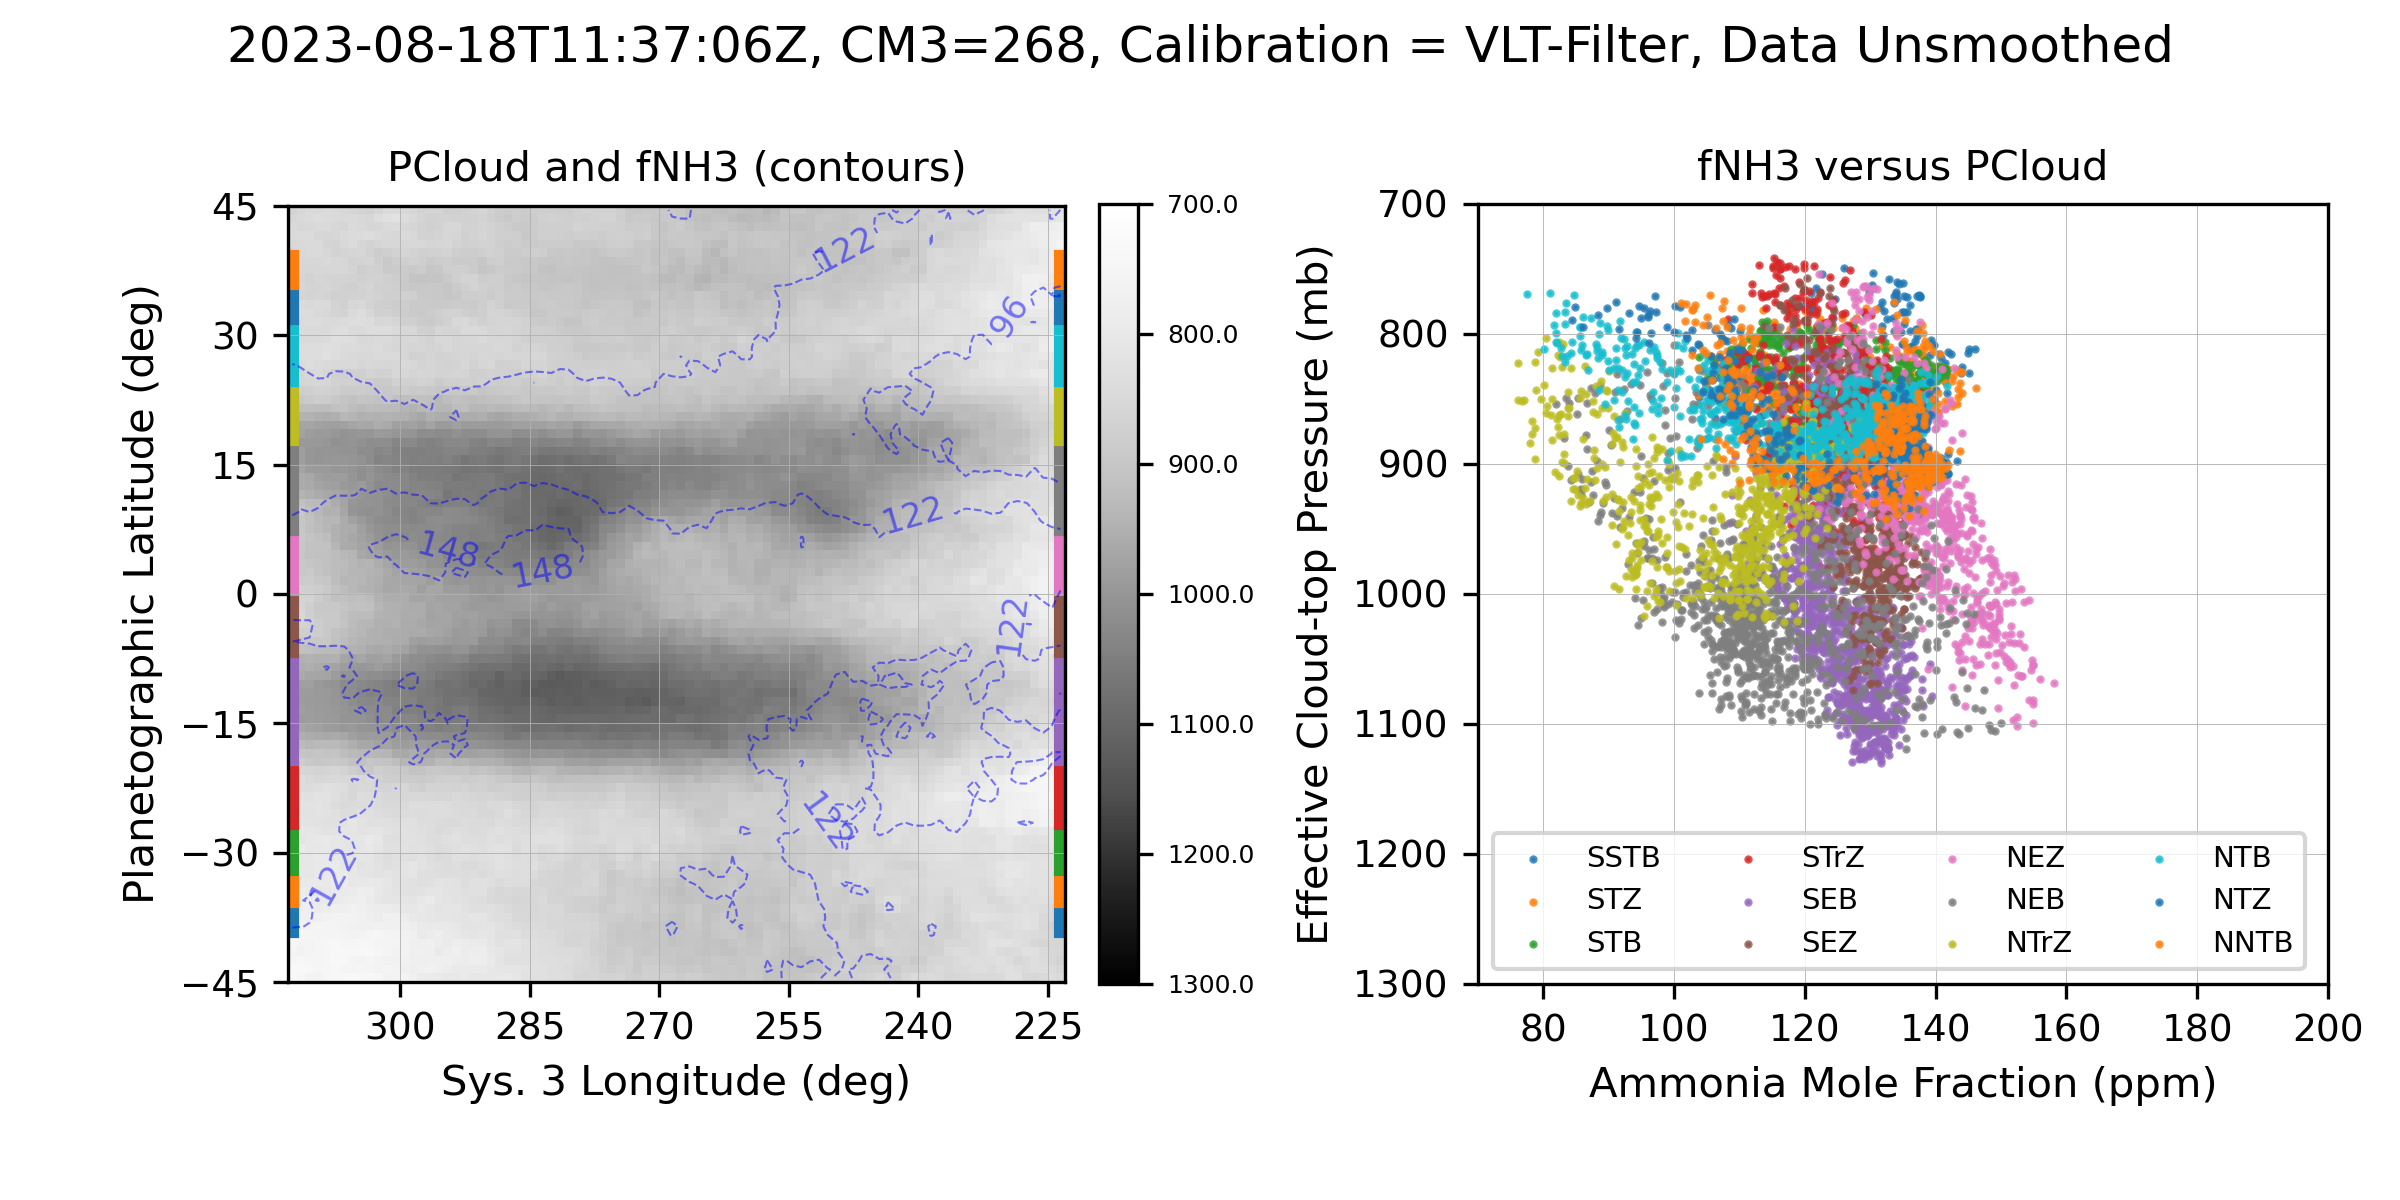 2023-08-18T11:37:06Z, CM3=268, Calibration = VLT-Filter, Data Unsmoothed
PCloud and fNH3 (contours)
45
30
15
0
−15
−30
−45
Planetographic Latitude (deg)
300
285
270
255
240
225
Sys. 3 Longitude (deg)
122
96
122
148
148
122
122
122
700.0
800.0
900.0
1000.0
1100.0
1200.0
1300.0
fNH3 versus PCloud
700
800
900
1000
1100
1200
1300
Effective Cloud-top Pressure (mb)
SSTB
STZ
STB
STrZ
SEB
SEZ
NEZ
NEB
NTrZ
NTB
NTZ
NNTB
80
100
120
140
160
180
200
Ammonia Mole Fraction (ppm)